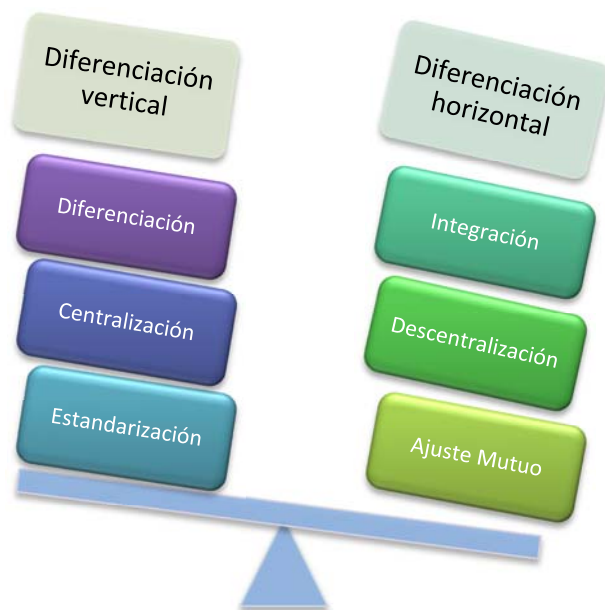 Diferenciación
vertical
Diferenciación
Centralización
Estandarización
Diferenciación
horizontal
Integración
Descentralización
Ajuste Mutuo